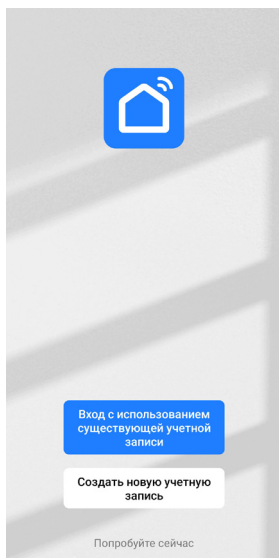 Вход с использованием
существующей учетной
записи
Создать новую учетную
запись
Попробуйте сейчас